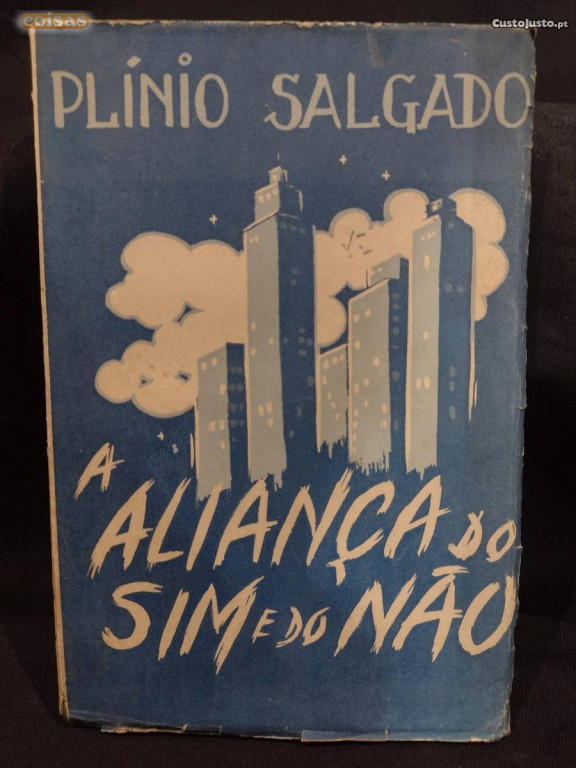 coisas
CustoJusto.pt
PLÍNIO SALGADO
A
ALIANÇA DO
SIM E DO NÃO